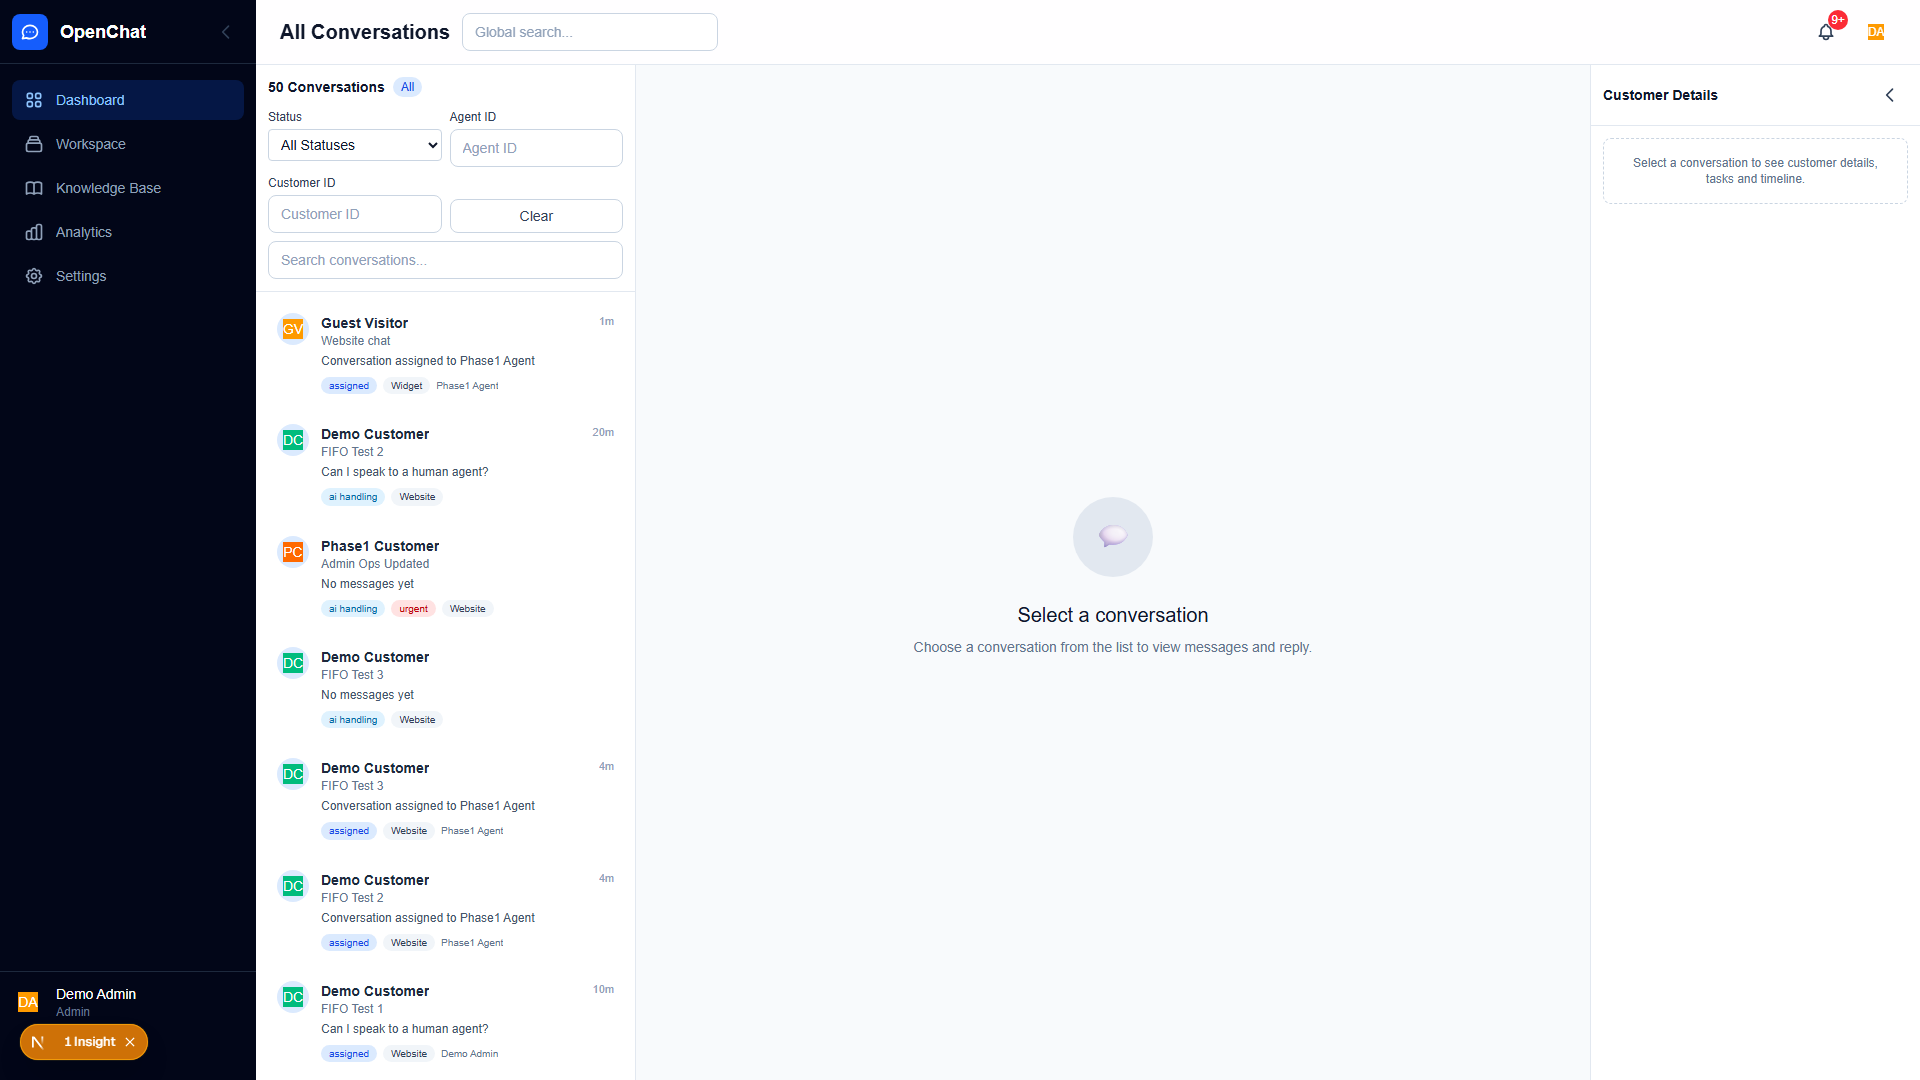 OpenChat
Dashboard
Workspace
Knowledge Base
Analytics
Settings
DA
Demo Admin
Admin
N
1 Insight
All Conversations
Global search...
9+
DA
50 Conversations
All
Status
Agent ID
All Statuses
Agent ID
Customer ID
Customer ID
Clear
Search conversations...
GV
Guest Visitor
1m
Website chat
Conversation assigned to Phase1 Agent
assigned
Widget
Phase1 Agent
DC
Demo Customer
20m
FIFO Test 2
Can I speak to a human agent?
ai handling
Website
PC
Phase1 Customer
Admin Ops Updated
No messages yet
ai handling
urgent
Website
DC
Demo Customer
FIFO Test 3
No messages yet
ai handling
Website
DC
Demo Customer
4m
FIFO Test 3
Conversation assigned to Phase1 Agent
assigned
Website
Phase1 Agent
DC
Demo Customer
4m
FIFO Test 2
Conversation assigned to Phase1 Agent
assigned
Website
Phase1 Agent
DC
Demo Customer
10m
FIFO Test 1
Can I speak to a human agent?
assigned
Website
Demo Admin
Select a conversation
Choose a conversation from the list to view messages and reply.
Customer Details
Select a conversation to see customer details,
tasks and timeline.